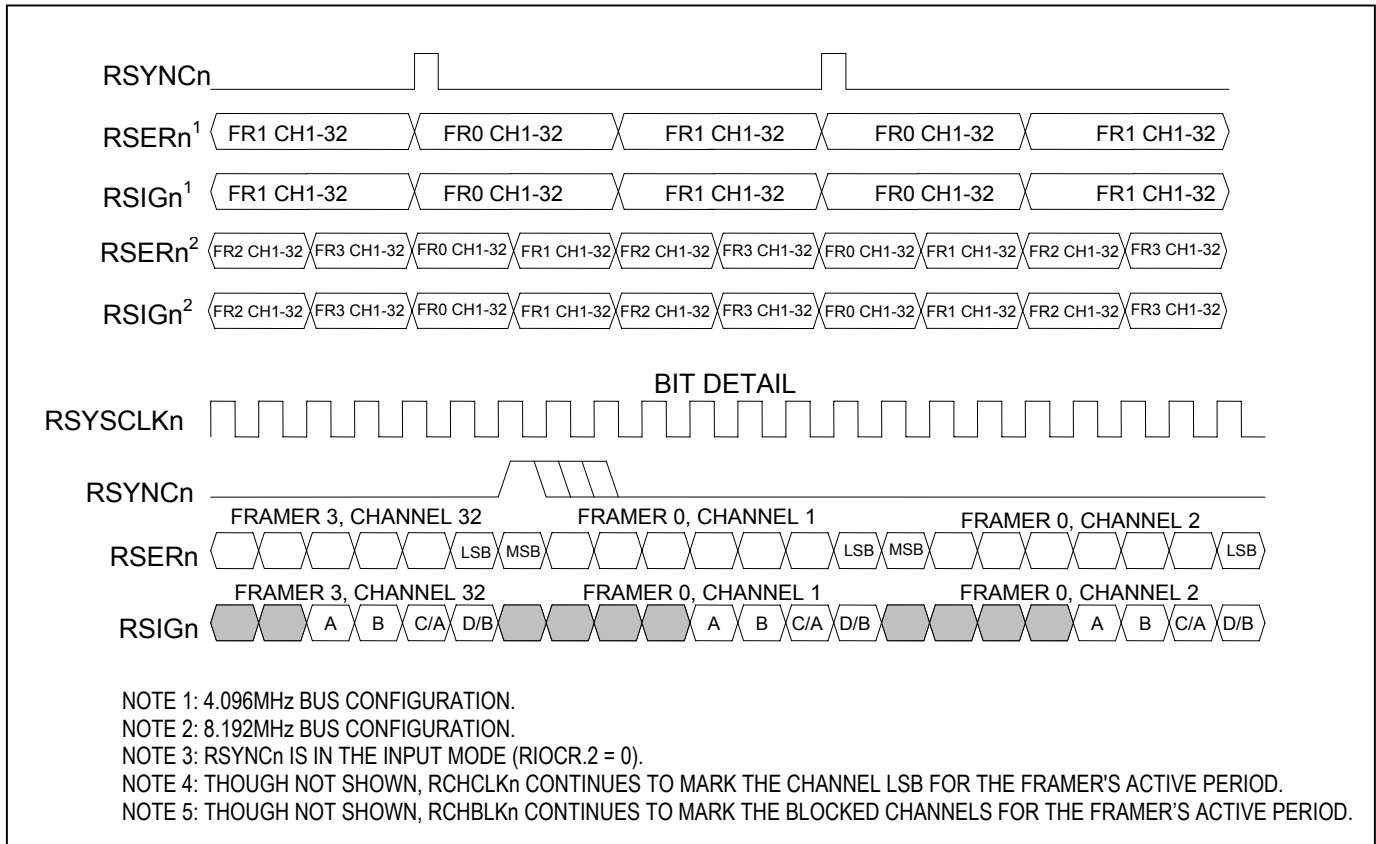 RSYNCn
RSERn¹ FR1 CH1-32 FR0 CH1-32 FR1 CH1-32 FR0 CH1-32 FR1 CH1-32
RSIGn¹ FR1 CH1-32 FR0 CH1-32 FR1 CH1-32 FR0 CH1-32 FR1 CH1-32
RSERn² FR2 CH1-32 FR3 CH1-32 FR0 CH1-32 FR1 CH1-32 FR2 CH1-32 FR3 CH1-32 FR0 CH1-32 FR1 CH1-32 FR2 CH1-32 FR3 CH1-32
RSIGn² FR2 CH1-32 FR3 CH1-32 FR0 CH1-32 FR1 CH1-32 FR2 CH1-32 FR3 CH1-32 FR0 CH1-32 FR1 CH1-32 FR2 CH1-32 FR3 CH1-32
BIT DETAIL
RSYSCLKn
RSYNCn
FRAMER 3, CHANNEL 32 FRAMER 0, CHANNEL 1 FRAMER 0, CHANNEL 2
RSERn LSB MSB LSB MSB LSB
FRAMER 3, CHANNEL 32 FRAMER 0, CHANNEL 1 FRAMER 0, CHANNEL 2
RSIGn A B C/A D/B A B C/A D/B A B C/A D/B
NOTE 1: 4.096MHz BUS CONFIGURATION.
NOTE 2: 8.192MHz BUS CONFIGURATION.
NOTE 3: RSYNCn IS IN THE INPUT MODE (RIOCR.2 = 0).
NOTE 4: THOUGH NOT SHOWN, RCHCLKn CONTINUES TO MARK THE CHANNEL LSB FOR THE FRAMER'S ACTIVE PERIOD.
NOTE 5: THOUGH NOT SHOWN, RCHBLKn CONTINUES TO MARK THE BLOCKED CHANNELS FOR THE FRAMER'S ACTIVE PERIOD.